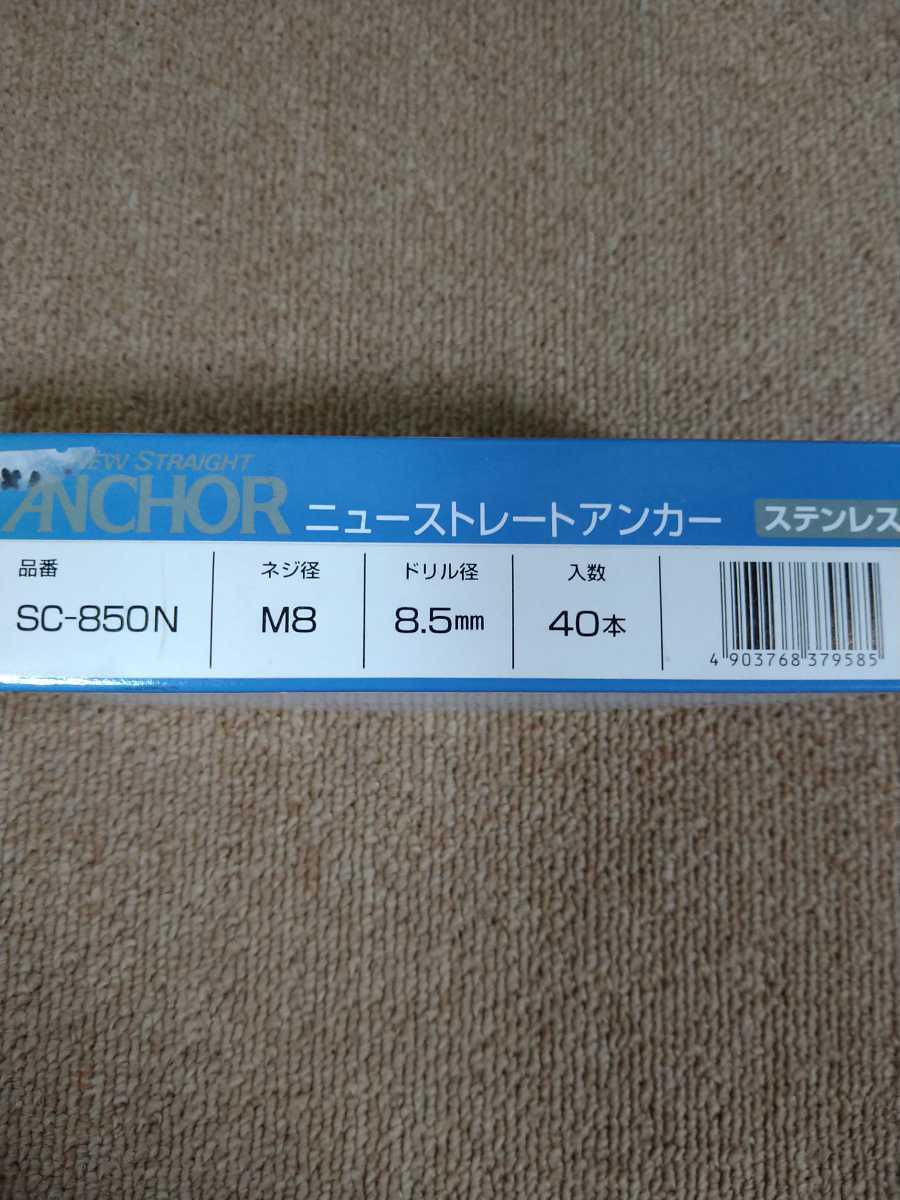 NEW STRAIGHT
ANCHOR ニューストレートアンカー ステンレス
品番 ネジ径 ドリル径 入数
SC-850N M8 8.5mm 40本
4 903768 379585